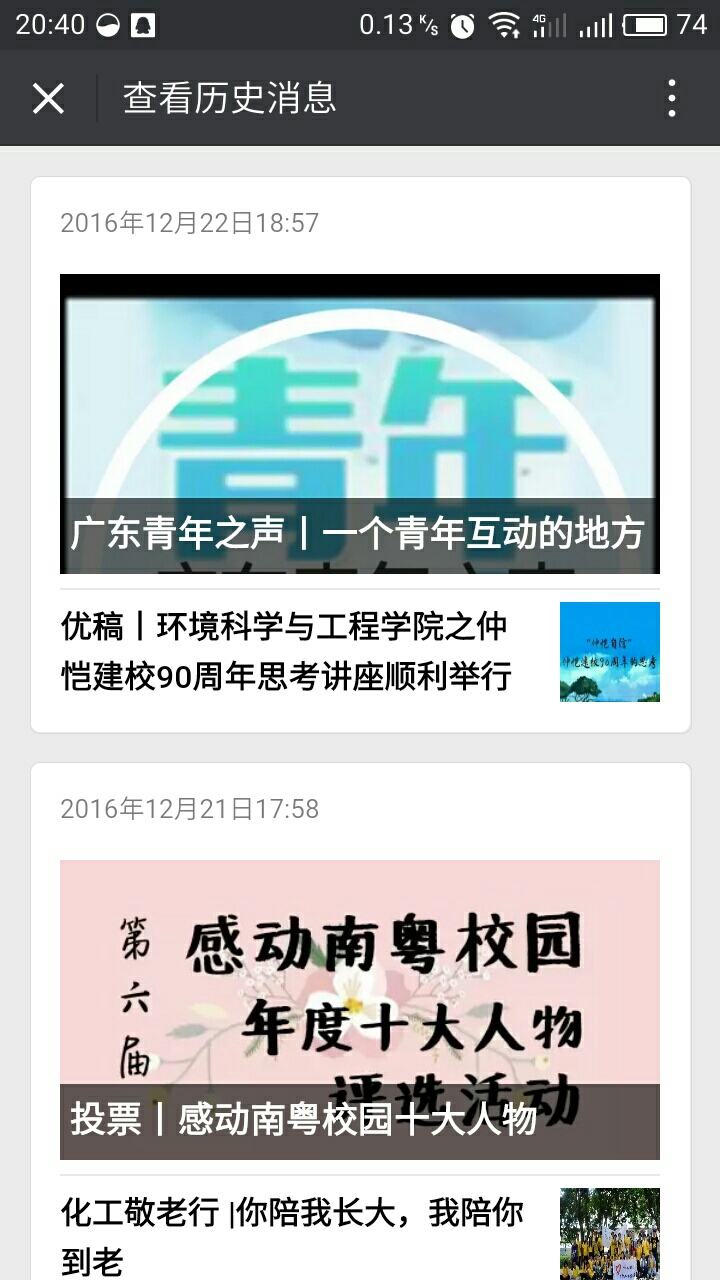 20:40
0.13 K/s
4G
74
查看历史消息
2016年12月22日18:57
青年
广东青年之声丨一个青年互动的地方
优稿丨环境科学与工程学院之仲
恺建校90周年思考讲座顺利举行
"仲恺自信"
仲恺建校90周年的思考
2016年12月21日17:58
第六届
感动南粤校园
年度十大人物
评选活动
投票丨感动南粤校园十大人物
化工敬老行 |你陪我长大，我陪你
到老